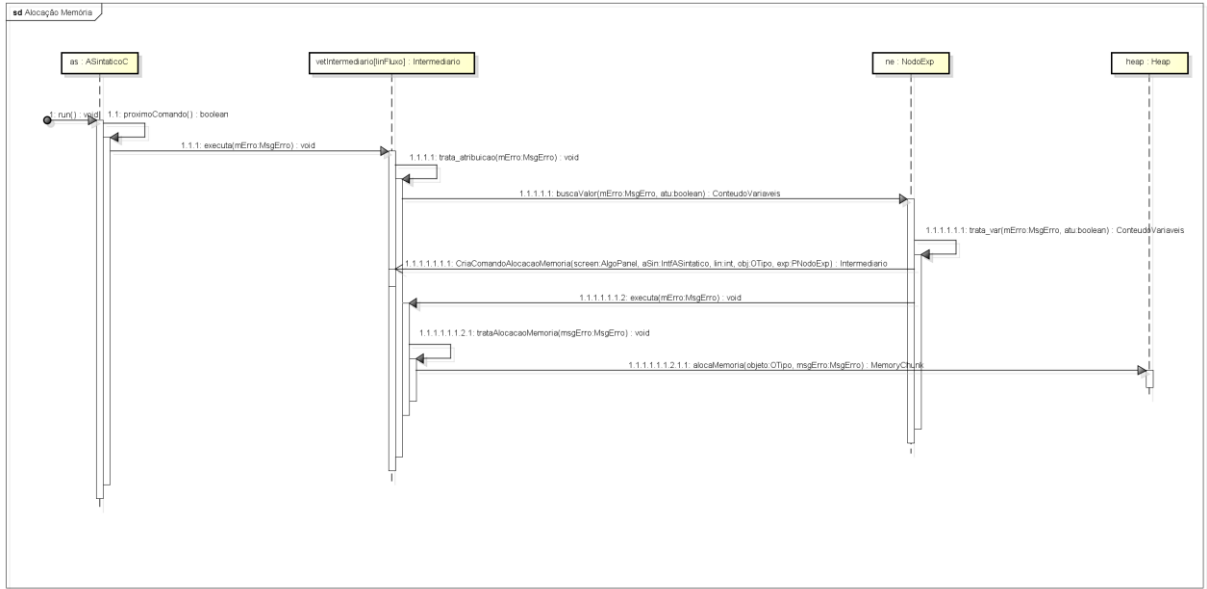 sd Alocação Memória
as : ASintaticoC
vetIntermediario[linFluxo] : Intermediario
ne : NodoExp
heap : Heap
1: run() : void
1.1: proximoComando() : boolean
1.1.1: executa(mErro:MsgErro) : void
1.1.1.1: trata_atribuicao(mErro:MsgErro) : void
1.1.1.1.1: buscaValor(mErro:MsgErro, atu:boolean) : ConteudoVariaveis
1.1.1.1.1.1: trata_var(mErro:MsgErro, atu:boolean) : ConteudoVariaveis
1.1.1.1.1.1.1: CriaComandoAlocacaoMemoria(screen:AlgoPanel, aSin:IntfASintatico, lin:int, obj:OTipo, exp:PNodoExp) : Intermediario
1.1.1.1.1.1.2: executa(mErro:MsgErro) : void
1.1.1.1.1.1.2.1: trataAlocacaoMemoria(msgErro:MsgErro) : void
1.1.1.1.1.1.2.1.1: alocaMemoria(objeto:OTipo, msgErro:MsgErro) : MemoryChunk